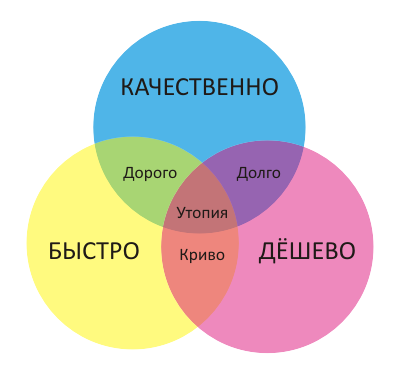 КАЧЕСТВЕННО
Дорого
Долго
Утопия
БЫСТРО
Криво
ДЁШЕВО